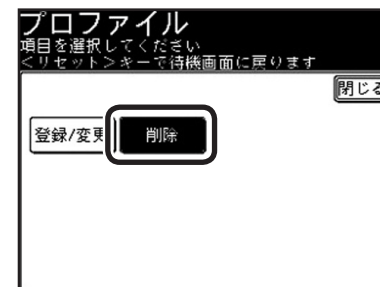 プロファイル
項目を選択してください
<リセット>キーで待機画面に戻ります
閉じる
登録/変更
削除